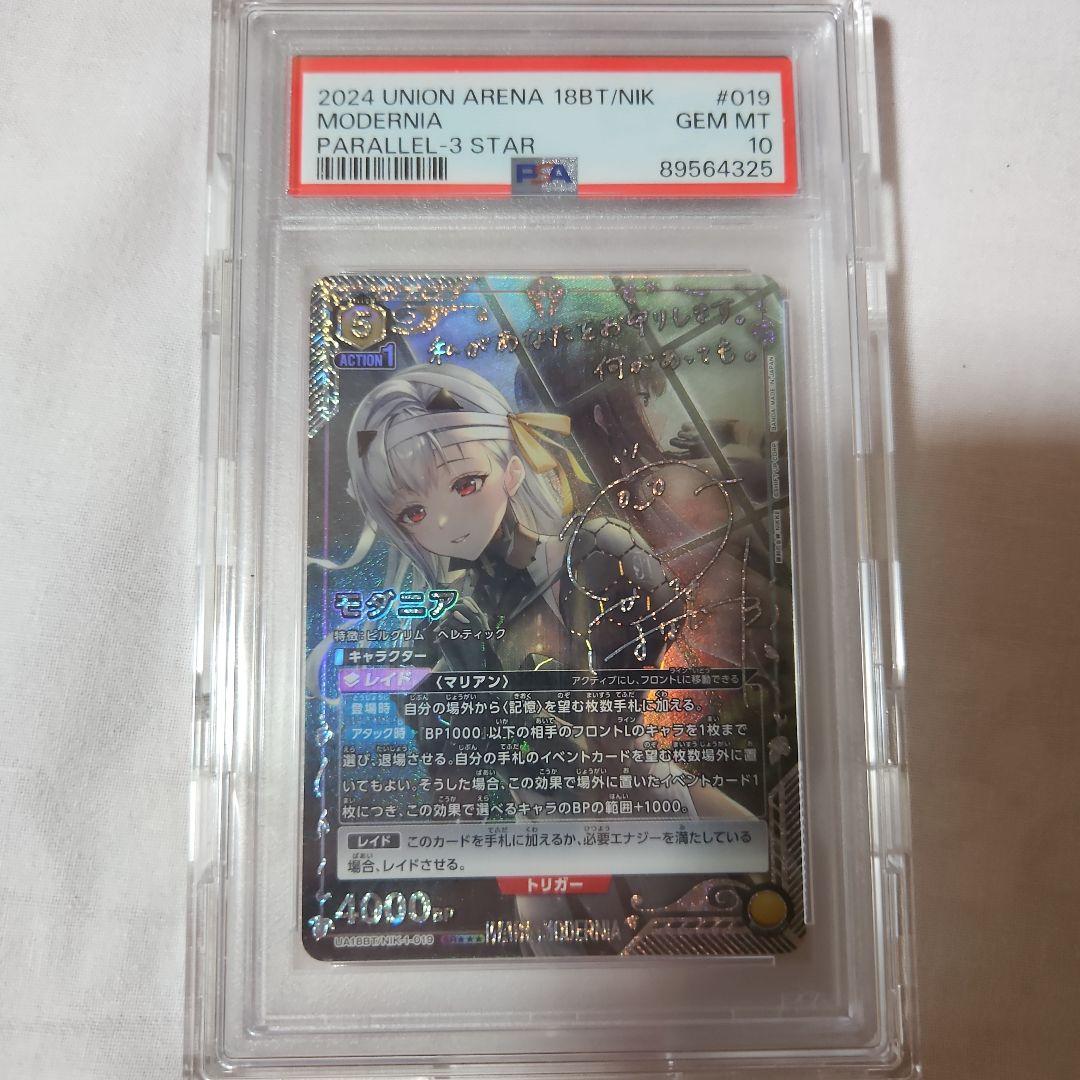 2024 UNION ARENA 18BT/NIK #019
MODERNIA GEM MT
PARALLEL-3 STAR 10
PSA 89564325
5
私があなたとお守りします。
何があっても。
ACTION1
モダニア
特徴:ピルグリム ヘレティック
キャラクター
レイド 〈マリアン〉 アクティブにし、フロントLに移動できる
登場時 自分の場外から〈記憶〉を望む枚数手札に加える。
アタック時 「BP1000」以下の相手のフロントLのキャラを1枚まで
選び、退場させる。自分の手札のイベントカードを望む枚数場外に置
いてもよい。そうした場合、この効果で場外に置いたイベントカード1
枚につき、この効果で選べるキャラのBPの範囲+1000。
レイド このカードを手札に加えるか、必要エナジーを満たしている
場合、レイドさせる。
トリガー
4000BP
UA18BT/NIK-1-019 SR★★★ MODERNIA